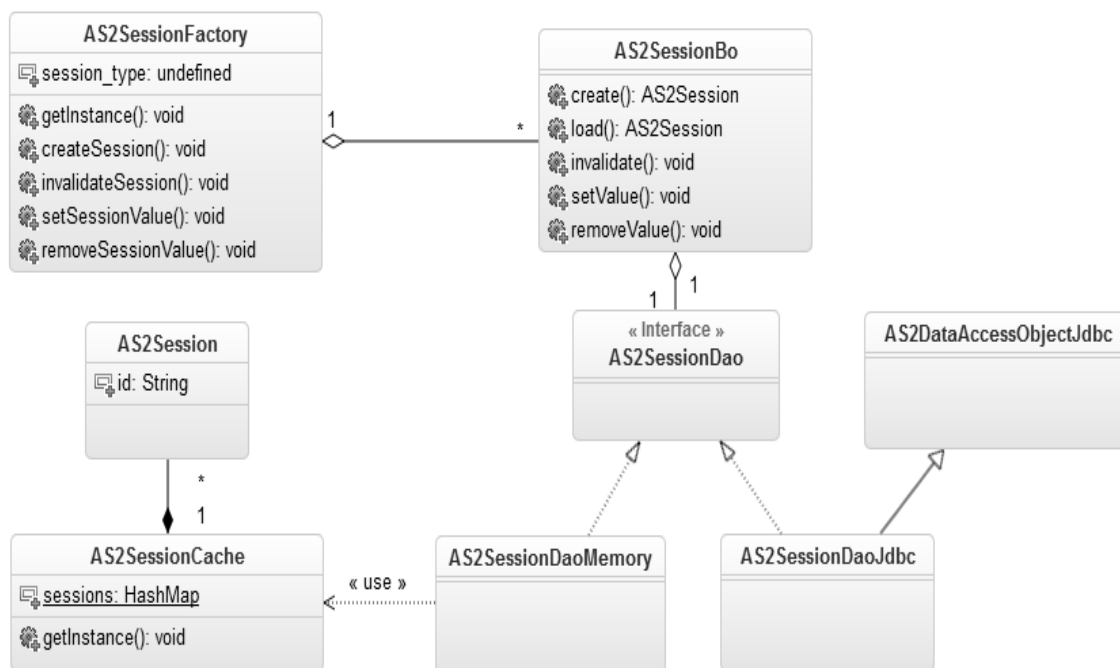 AS2SessionFactory
session_type: undefined
getInstance(): void
createSession(): void
invalidateSession(): void
setSessionValue(): void
removeSessionValue(): void
1
*
AS2SessionBo
create(): AS2Session
load(): AS2Session
invalidate(): void
setValue(): void
removeValue(): void
1
1
« Interface »
AS2SessionDao
AS2DataAccessObjectJdbc
AS2Session
id: String
*
1
AS2SessionCache
sessions: HashMap
getInstance(): void
« use »
AS2SessionDaoMemory
AS2SessionDaoJdbc